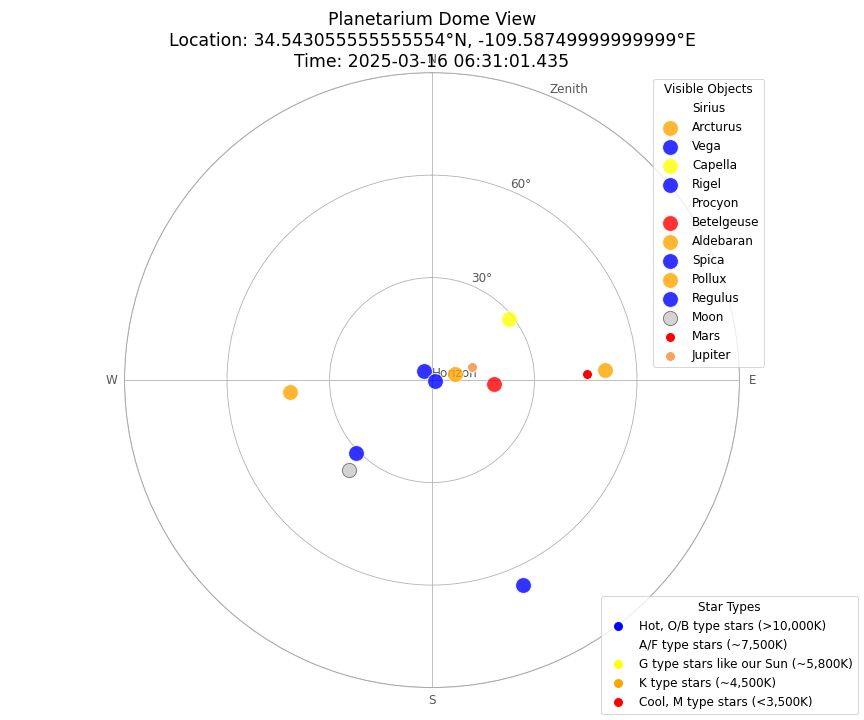 Planetarium Dome View
Location: 34.543055555555554°N, -109.58749999999999°E
Time: 2025-03-16 06:31:01.435
N
Zenith
60°
30°
Horizon
W
E
S
Visible Objects
Sirius
Arcturus
Vega
Capella
Rigel
Procyon
Betelgeuse
Aldebaran
Spica
Pollux
Regulus
Moon
Mars
Jupiter
Star Types
Hot, O/B type stars (>10,000K)
A/F type stars (~7,500K)
G type stars like our Sun (~5,800K)
K type stars (~4,500K)
Cool, M type stars (<3,500K)